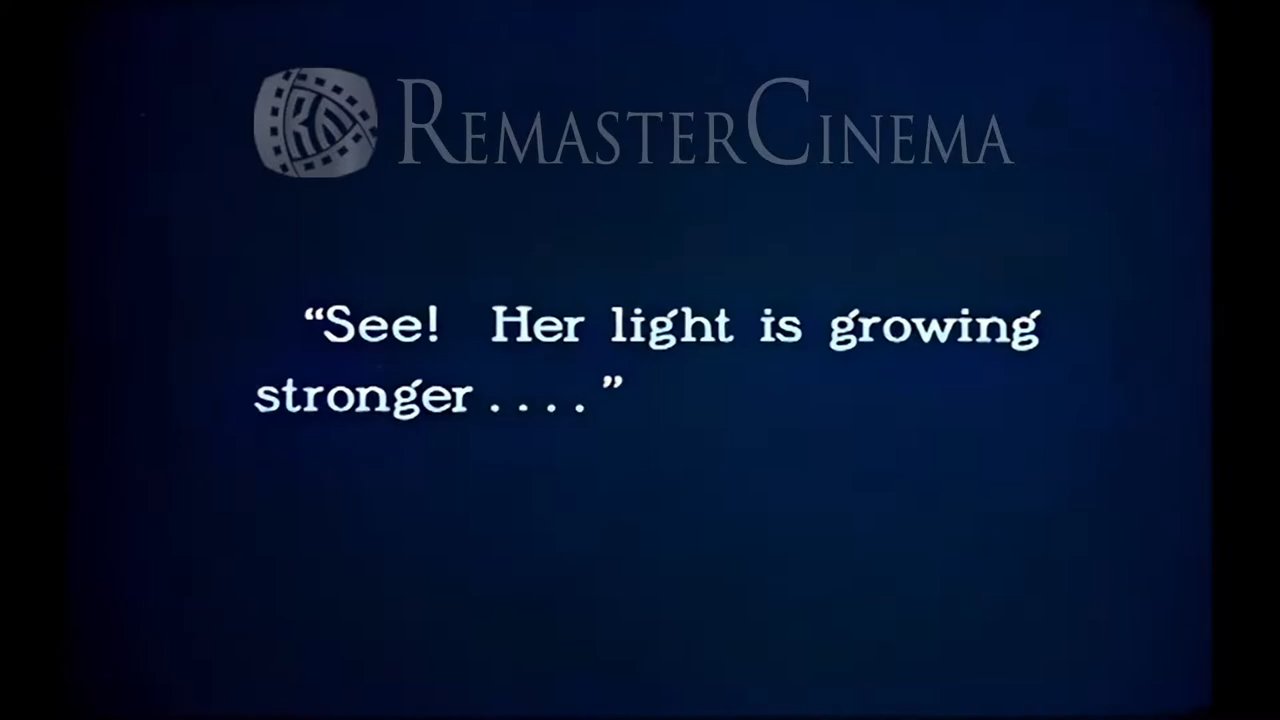 REMASTERCINEMA
“See! Her light is growing
stronger . . . . ”